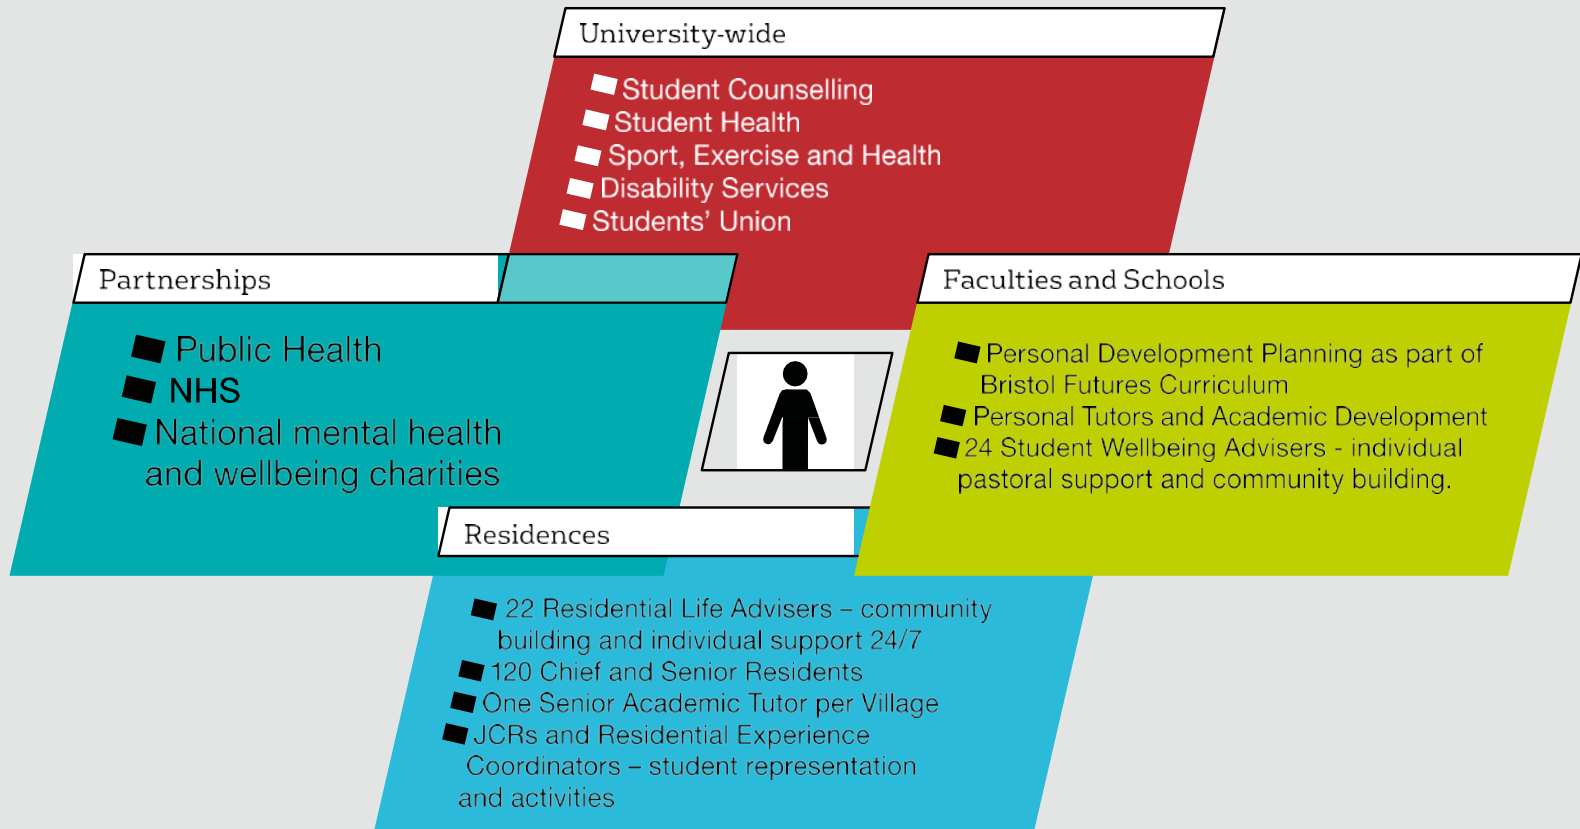 University-wide
Student Counselling
Student Health
Sport, Exercise and Health
Disability Services
Students’ Union
Partnerships
Public Health
NHS
National mental health
and wellbeing charities
Faculties and Schools
Personal Development Planning as part of
Bristol Futures Curriculum
Personal Tutors and Academic Development
24 Student Wellbeing Advisers - individual
pastoral support and community building.
Residences
22 Residential Life Advisers – community
building and individual support 24/7
120 Chief and Senior Residents
One Senior Academic Tutor per Village
JCRs and Residential Experience
Coordinators – student representation
and activities